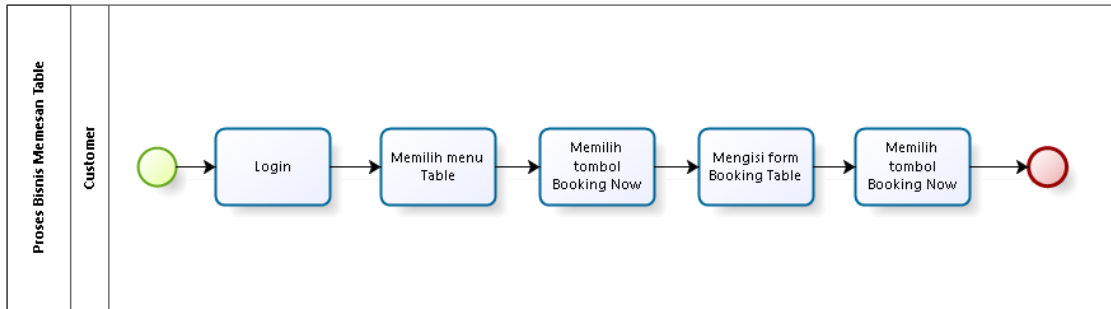 Proses Bisnis Memesan Table
Customer
Login
Memilih menu
Table
Memilih
tombol
Booking Now
Mengisi form
Booking Table
Memilih
tombol
Booking Now